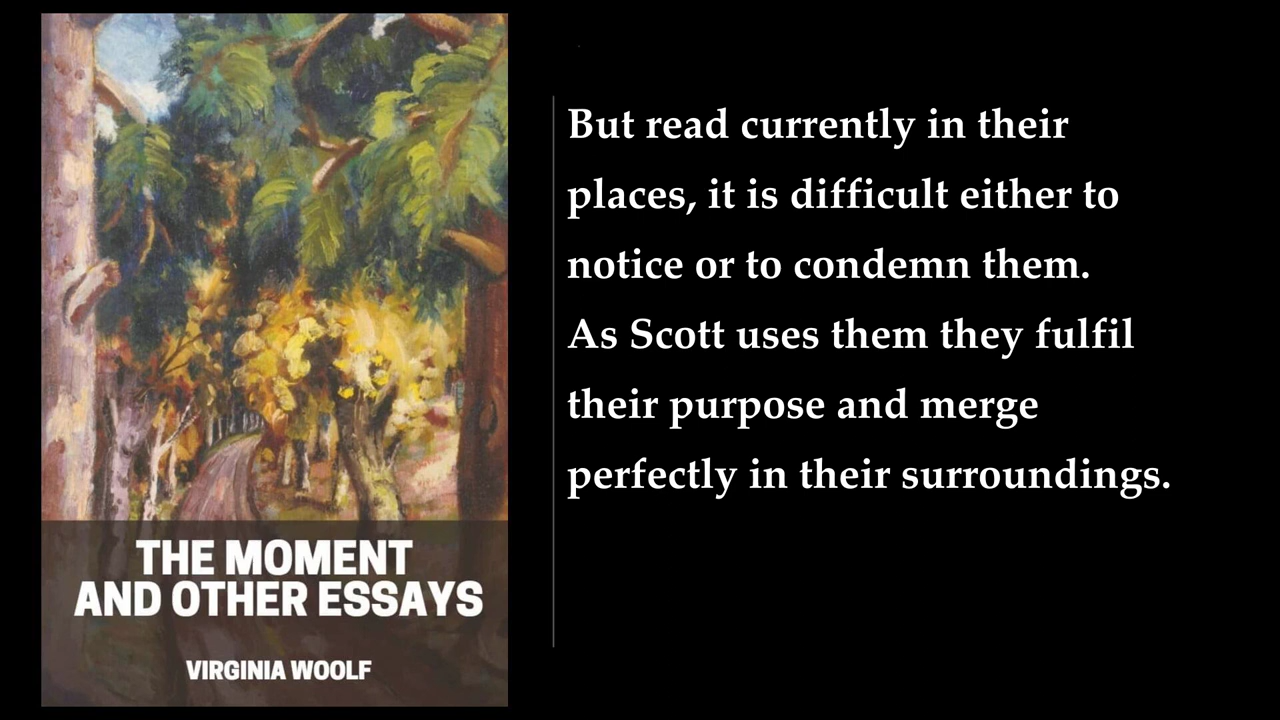 THE MOMENT
AND OTHER ESSAYS
VIRGINIA WOOLF
But read currently in their
places, it is difficult either to
notice or to condemn them.
As Scott uses them they fulfil
their purpose and merge
perfectly in their surroundings.